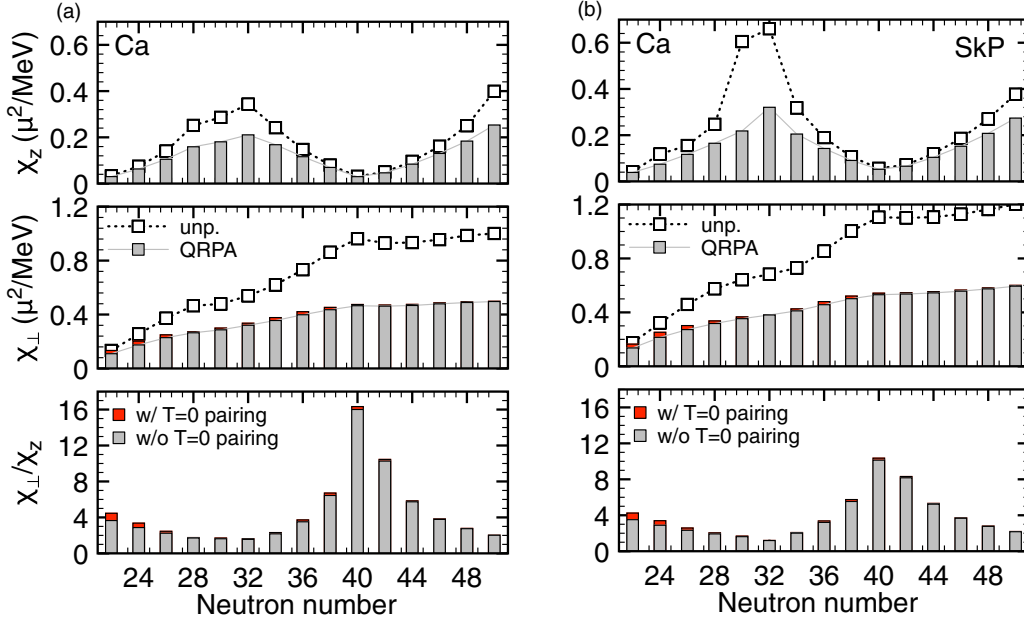 (a)
Ca
0.6
0.4
0.2
0
χz (μ²/MeV)
1.2
0.8
0.4
0
χ⊥ (μ²/MeV)
unp.
QRPA
16
12
8
4
0
χ⊥/χz
w/ T=0 pairing
w/o T=0 pairing
24 28 32 36 40 44 48
Neutron number
(b)
Ca SkP
0.6
0.4
0.2
0
1.2
0.8
0.4
0
unp.
QRPA
16
12
8
4
0
w/ T=0 pairing
w/o T=0 pairing
24 28 32 36 40 44 48
Neutron number